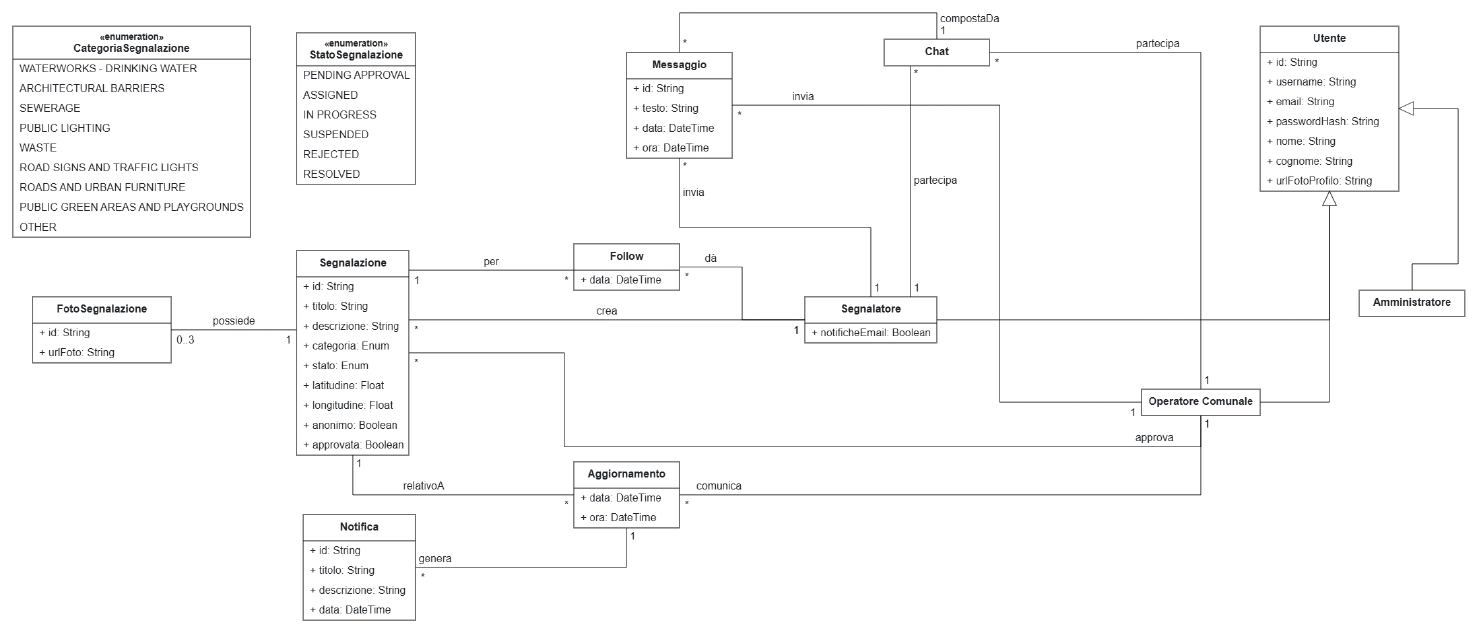 «enumeration»
CategoriaSegnalazione
WATERWORKS - DRINKING WATER
ARCHITECTURAL BARRIERS
SEWERAGE
PUBLIC LIGHTING
WASTE
ROAD SIGNS AND TRAFFIC LIGHTS
ROADS AND URBAN FURNITURE
PUBLIC GREEN AREAS AND PLAYGROUNDS
OTHER
«enumeration»
StatoSegnalazione
PENDING APPROVAL
ASSIGNED
IN PROGRESS
SUSPENDED
REJECTED
RESOLVED
compostaDa
1
*
Messaggio
+ id: String
+ testo: String
+ data: DateTime
+ ora: DateTime
*
invia
*
invia
Chat
*
*
partecipa
partecipa
Utente
+ id: String
+ username: String
+ email: String
+ passwordHash: String
+ nome: String
+ cognome: String
+ urlFotoProfilo: String
Amministratore
Segnalazione
+ id: String
+ titolo: String
+ descrizione: String
+ categoria: Enum
+ stato: Enum
+ latitudine: Float
+ longitudine: Float
+ anonimo: Boolean
+ approvata: Boolean
1
per
*
Follow
+ data: DateTime
*
dà
crea
*
1
1
1
Segnalatore
+ notificheEmail: Boolean
FotoSegnalazione
+ id: String
+ urlFoto: String
possiede
0..3
1
*
1
Operatore Comunale
1
1
approva
1
relativoA
*
Aggiornamento
+ data: DateTime
+ ora: DateTime
*
comunica
1
genera
*
Notifica
+ id: String
+ titolo: String
+ descrizione: String
+ data: DateTime